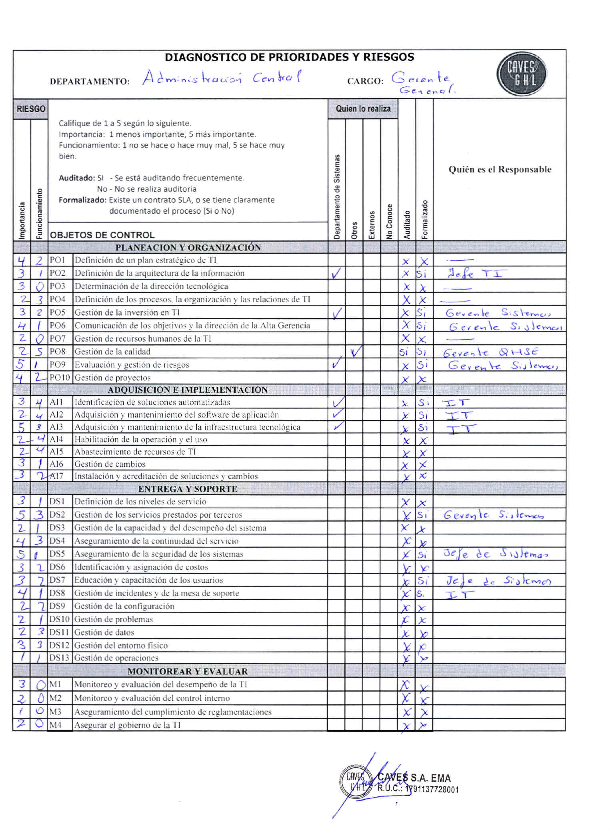 DIAGNOSTICO DE PRIORIDADES Y RIESGOS
DEPARTAMENTO: Administracion Central CARGO: Gerente General.
CAVES GHL
RIESGO Quien lo realiza
Califique de 1 a 5 según lo siguiente.
Importancia: 1 menos importante, 5 más importante.
Funcionamiento: 1 no se hace o hace muy mal, 5 se hace muy
bien.
Auditado: SI - Se está auditando frecuentemente.
No - No se realiza auditoria
Formalizado: Existe un contrato SLA, o se tiene claramente
documentado el proceso (Si o No)
Importancia Funcionamiento OBJETOS DE CONTROL Departamento de Sistemas Otros Externos No Conoce Auditado Formalizado Quién es el Responsable
PLANEACION Y ORGANIZACIÓN
4 2 PO1 Definición de un plan estratégico de TI x x —
3 1 PO2 Definición de la arquitectura de la información ✓ x Si Jefe TI
3 0 PO3 Determinación de la dirección tecnológica x x —
2 3 PO4 Definición de los procesos, la organización y las relaciones de TI x x —
3 2 PO5 Gestión de la inversión en TI ✓ x Si Gerente Sistemas
4 1 PO6 Comunicación de los objetivos y la dirección de la Alta Gerencia x Si Gerente Sistemas
2 0 PO7 Gestión de recursos humanos de la TI x x
2 5 PO8 Gestión de la calidad ✓ Si Si Gerente QHSE
5 1 PO9 Evaluación y gestión de riesgos x Si Gerente Sistemas
4 2 PO10 Gestión de proyectos x x
ADQUISICION E IMPLEMENTACIÓN
3 4 AI1 Identificación de soluciones automatizadas ✓ x Si IT
2 4 AI2 Adquisición y mantenimiento del software de aplicación ✓ x Si IT
5 3 AI3 Adquisición y mantenimiento de la infraestructura tecnológica ✓ x Si IT
2 4 AI4 Habilitación de la operación y el uso x x
2 4 AI5 Abastecimiento de recursos de TI x x
3 1 AI6 Gestión de cambios x x
3 2 AI7 Instalación y acreditación de soluciones y cambios x x
ENTREGA Y SOPORTE
3 1 DS1 Definición de los niveles de servicio x x
5 3 DS2 Gestión de los servicios prestados por terceros x Si Gerente Sistemas
2 1 DS3 Gestión de la capacidad y del desempeño del sistema x x
4 3 DS4 Aseguramiento de la continuidad del servicio x x
5 1 DS5 Aseguramiento de la seguridad de los sistemas x Si Jefe de Sistemas
3 2 DS6 Identificación y asignación de costos x x
3 2 DS7 Educación y capacitación de los usuarios x Si Jefe de Sistemas
4 1 DS8 Gestión de incidentes y de la mesa de soporte x S. IT
2 2 DS9 Gestión de la configuración x x
2 1 DS10 Gestión de problemas x x
2 3 DS11 Gestión de datos x x
3 3 DS12 Gestión del entorno físico x x
1 1 DS13 Gestión de operaciones x x
MONITOREAR Y EVALUAR
3 0 M1 Monitoreo y evaluación del desempeño de la TI x x
2 0 M2 Monitoreo y evaluación del control interno x x
1 0 M3 Aseguramiento del cumplimiento de reglamentaciones x x
2 0 M4 Asegurar el gobierno de la TI x x
CAVES GHL CAVES S.A. EMA
R.U.C.: 1791137728001